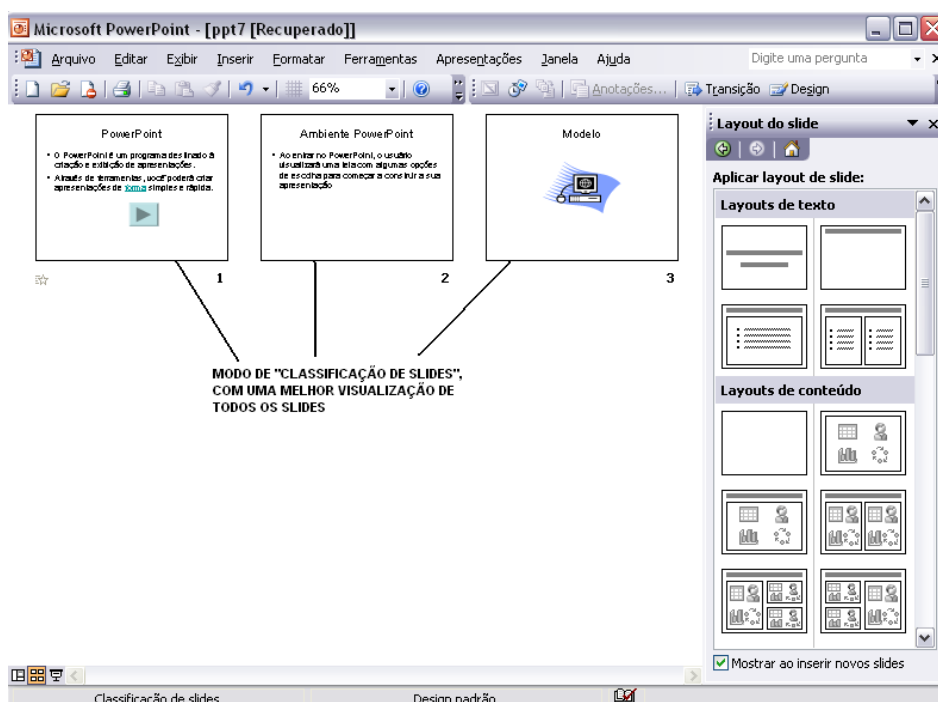 Microsoft PowerPoint - [ppt7 [Recuperado]]
Arquivo Editar Exibir Inserir Formatar Ferramentas Apresentações Janela Ajuda Digite uma pergunta
66% Anotações... Transição Design
Layout do slide
Aplicar layout de slide:
Layouts de texto
Layouts de conteúdo
Mostrar ao inserir novos slides
PowerPoint
• O PowerPoint é um programa destinado à
criação e exibição de apresentações.
• Através de ferramentas, você poderá criar
apresentações de forma simples e rápida.
1
Ambiente PowerPoint
• Ao entrar no PowerPoint, o usuário
visualizará uma tela com algumas opções
de escolha para começar a construir a sua
apresentação
2
Modelo
3
MODO DE "CLASSIFICAÇÃO DE SLIDES",
COM UMA MELHOR VISUALIZAÇÃO DE
TODOS OS SLIDES
Classificação de slides Design padrão